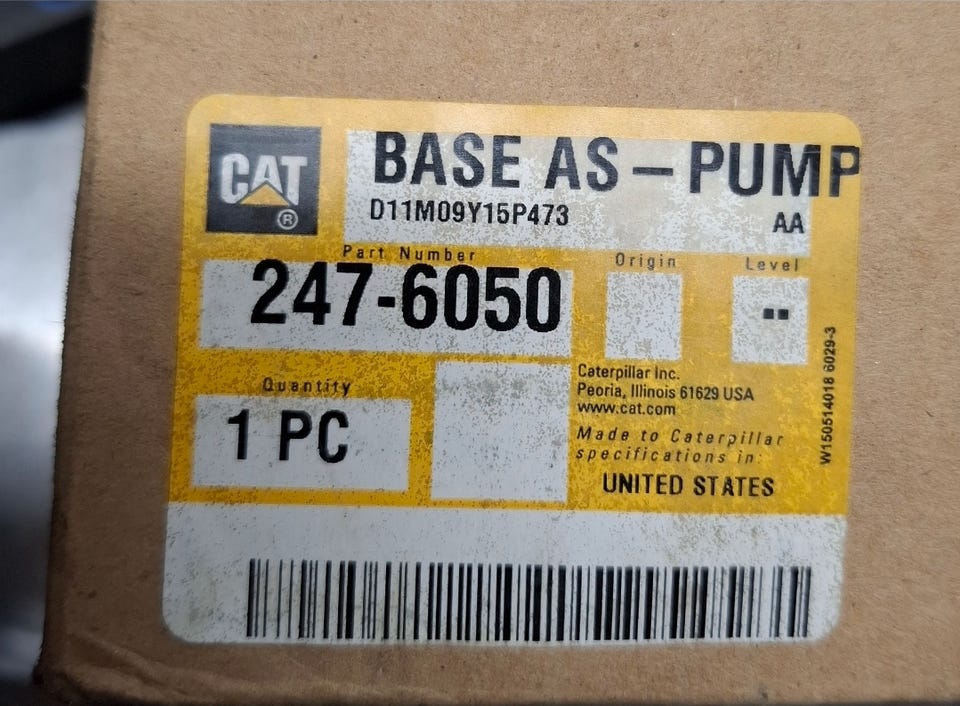 CAT
®
BASE AS – PUMP
D11M09Y15P473 AA
Part Number Origin Level
247-6050 --
Caterpillar Inc.
Peoria, Illinois 61629 USA
www.cat.com
Quantity
1 PC
Made to Caterpillar
specifications in:
UNITED STATES
W150514018 6029-3